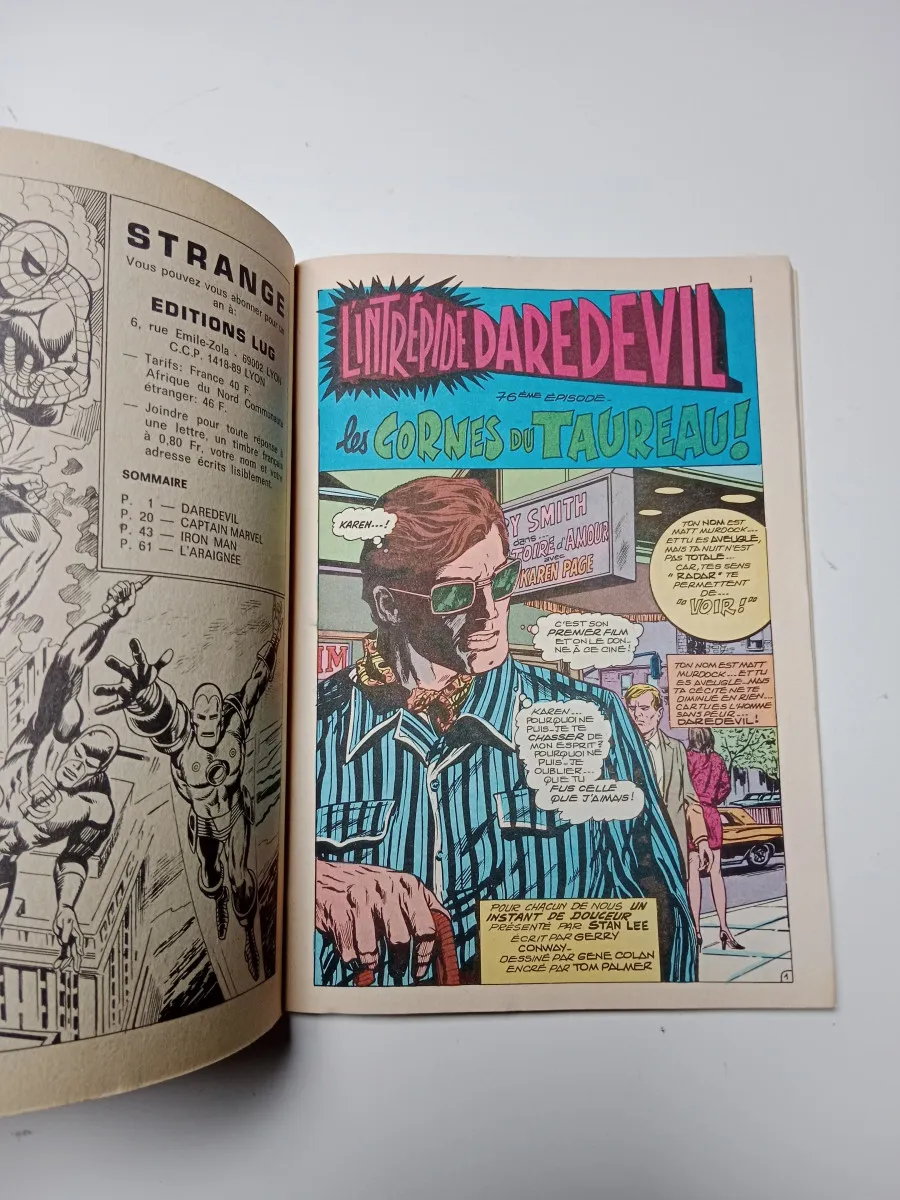 STRANGE
Vous pouvez vous abonner pour un
an à:
EDITIONS LUG
6, rue Emile-Zola - 69002 LYON
C.C.P. 1418-89 LYON
— Tarifs: France 40 F.
Afrique du Nord Communauté
étranger: 46 F.
— Joindre pour toute réponse à
une lettre, un timbre français
à 0,80 Fr, votre nom et votre
adresse écrits lisiblement.
SOMMAIRE
P. 1 — DAREDEVIL
P. 20 — CAPTAIN MARVEL
P. 43 — IRON MAN
P. 61 — L'ARAIGNÉE
1
L'INTRÉPIDE DAREDEVIL
76ÈME ÉPISODE_
les CORNES DU TAUREAU!
KAREN...!
Y SMITH
dans...
TOIRE d'AMOUR
avec
KAREN PAGE
TON NOM EST
MATT MURDOCK...
ET TU ES AVEUGLE,
MAIS TA NUIT N'EST
PAS TOTALE...
CAR, TES SENS
"RADAR" TE
PERMETTENT
DE...
"VOIR!"
C'EST SON
PREMIER FILM
ET ON LE DON_
NE À CE CINÉ!
IM
TON NOM EST MATT
MURDOCK... ET TU
ES AVEUGLE... MAIS
TA CÉCITÉ NE TE
DIMINUE EN RIEN...
CAR TU ES L'HOMME
SANS PEUR...
DAREDEVIL!
KAREN...
POURQUOI NE
PUIS-JE TE
CHASSER DE
MON ESPRIT?
POURQUOI NE
PUIS-JE
OUBLIER...
QUE TU
FUS CELLE
QUE J'AIMAIS!
POUR CHACUN DE NOUS UN
INSTANT DE DOUCEUR
PRÉSENTÉ PAR STAN LEE
ÉCRIT PAR GERRY
CONWAY_
DESSINÉ PAR GENE COLAN
ENCRÉ PAR TOM PALMER
1